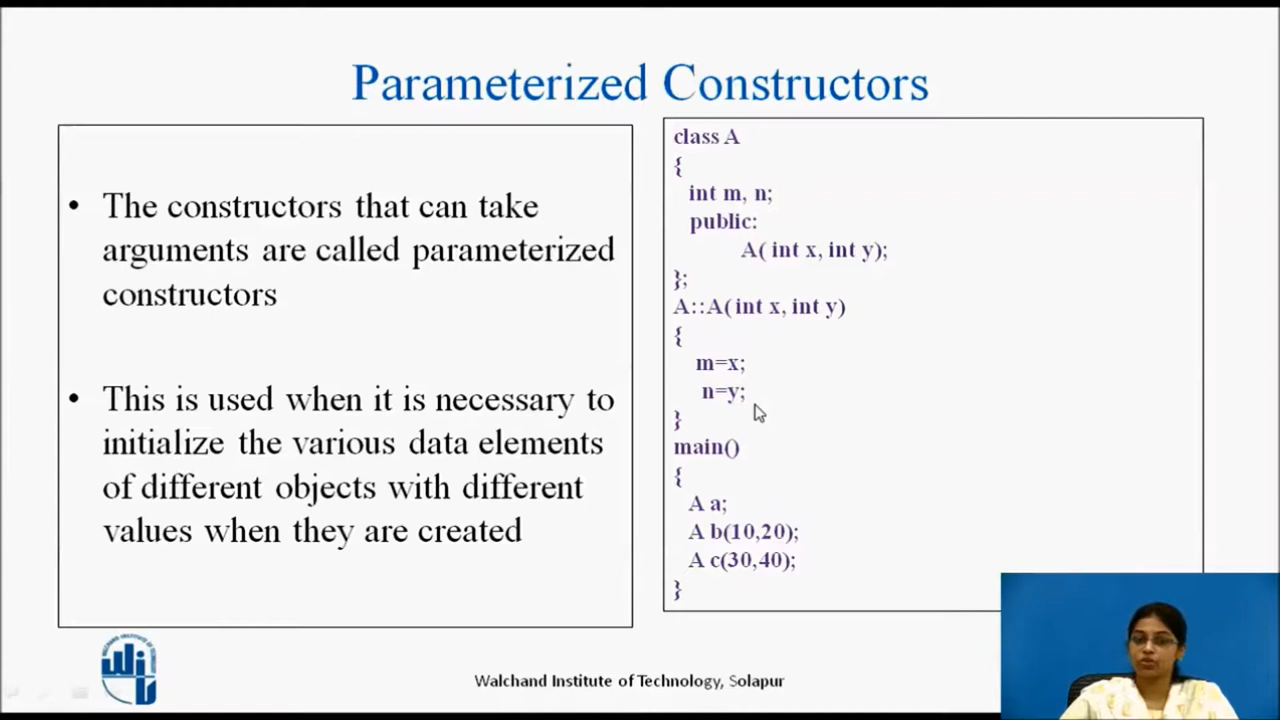 Parameterized Constructors
• The constructors that can take
arguments are called parameterized
constructors
• This is used when it is necessary to
initialize the various data elements
of different objects with different
values when they are created
class A
{
int m, n;
public:
A( int x, int y);
};
A::A( int x, int y)
{
m=x;
n=y;
}
main()
{
A a;
A b(10,20);
A c(30,40);
}
Walchand Institute of Technology, Solapur